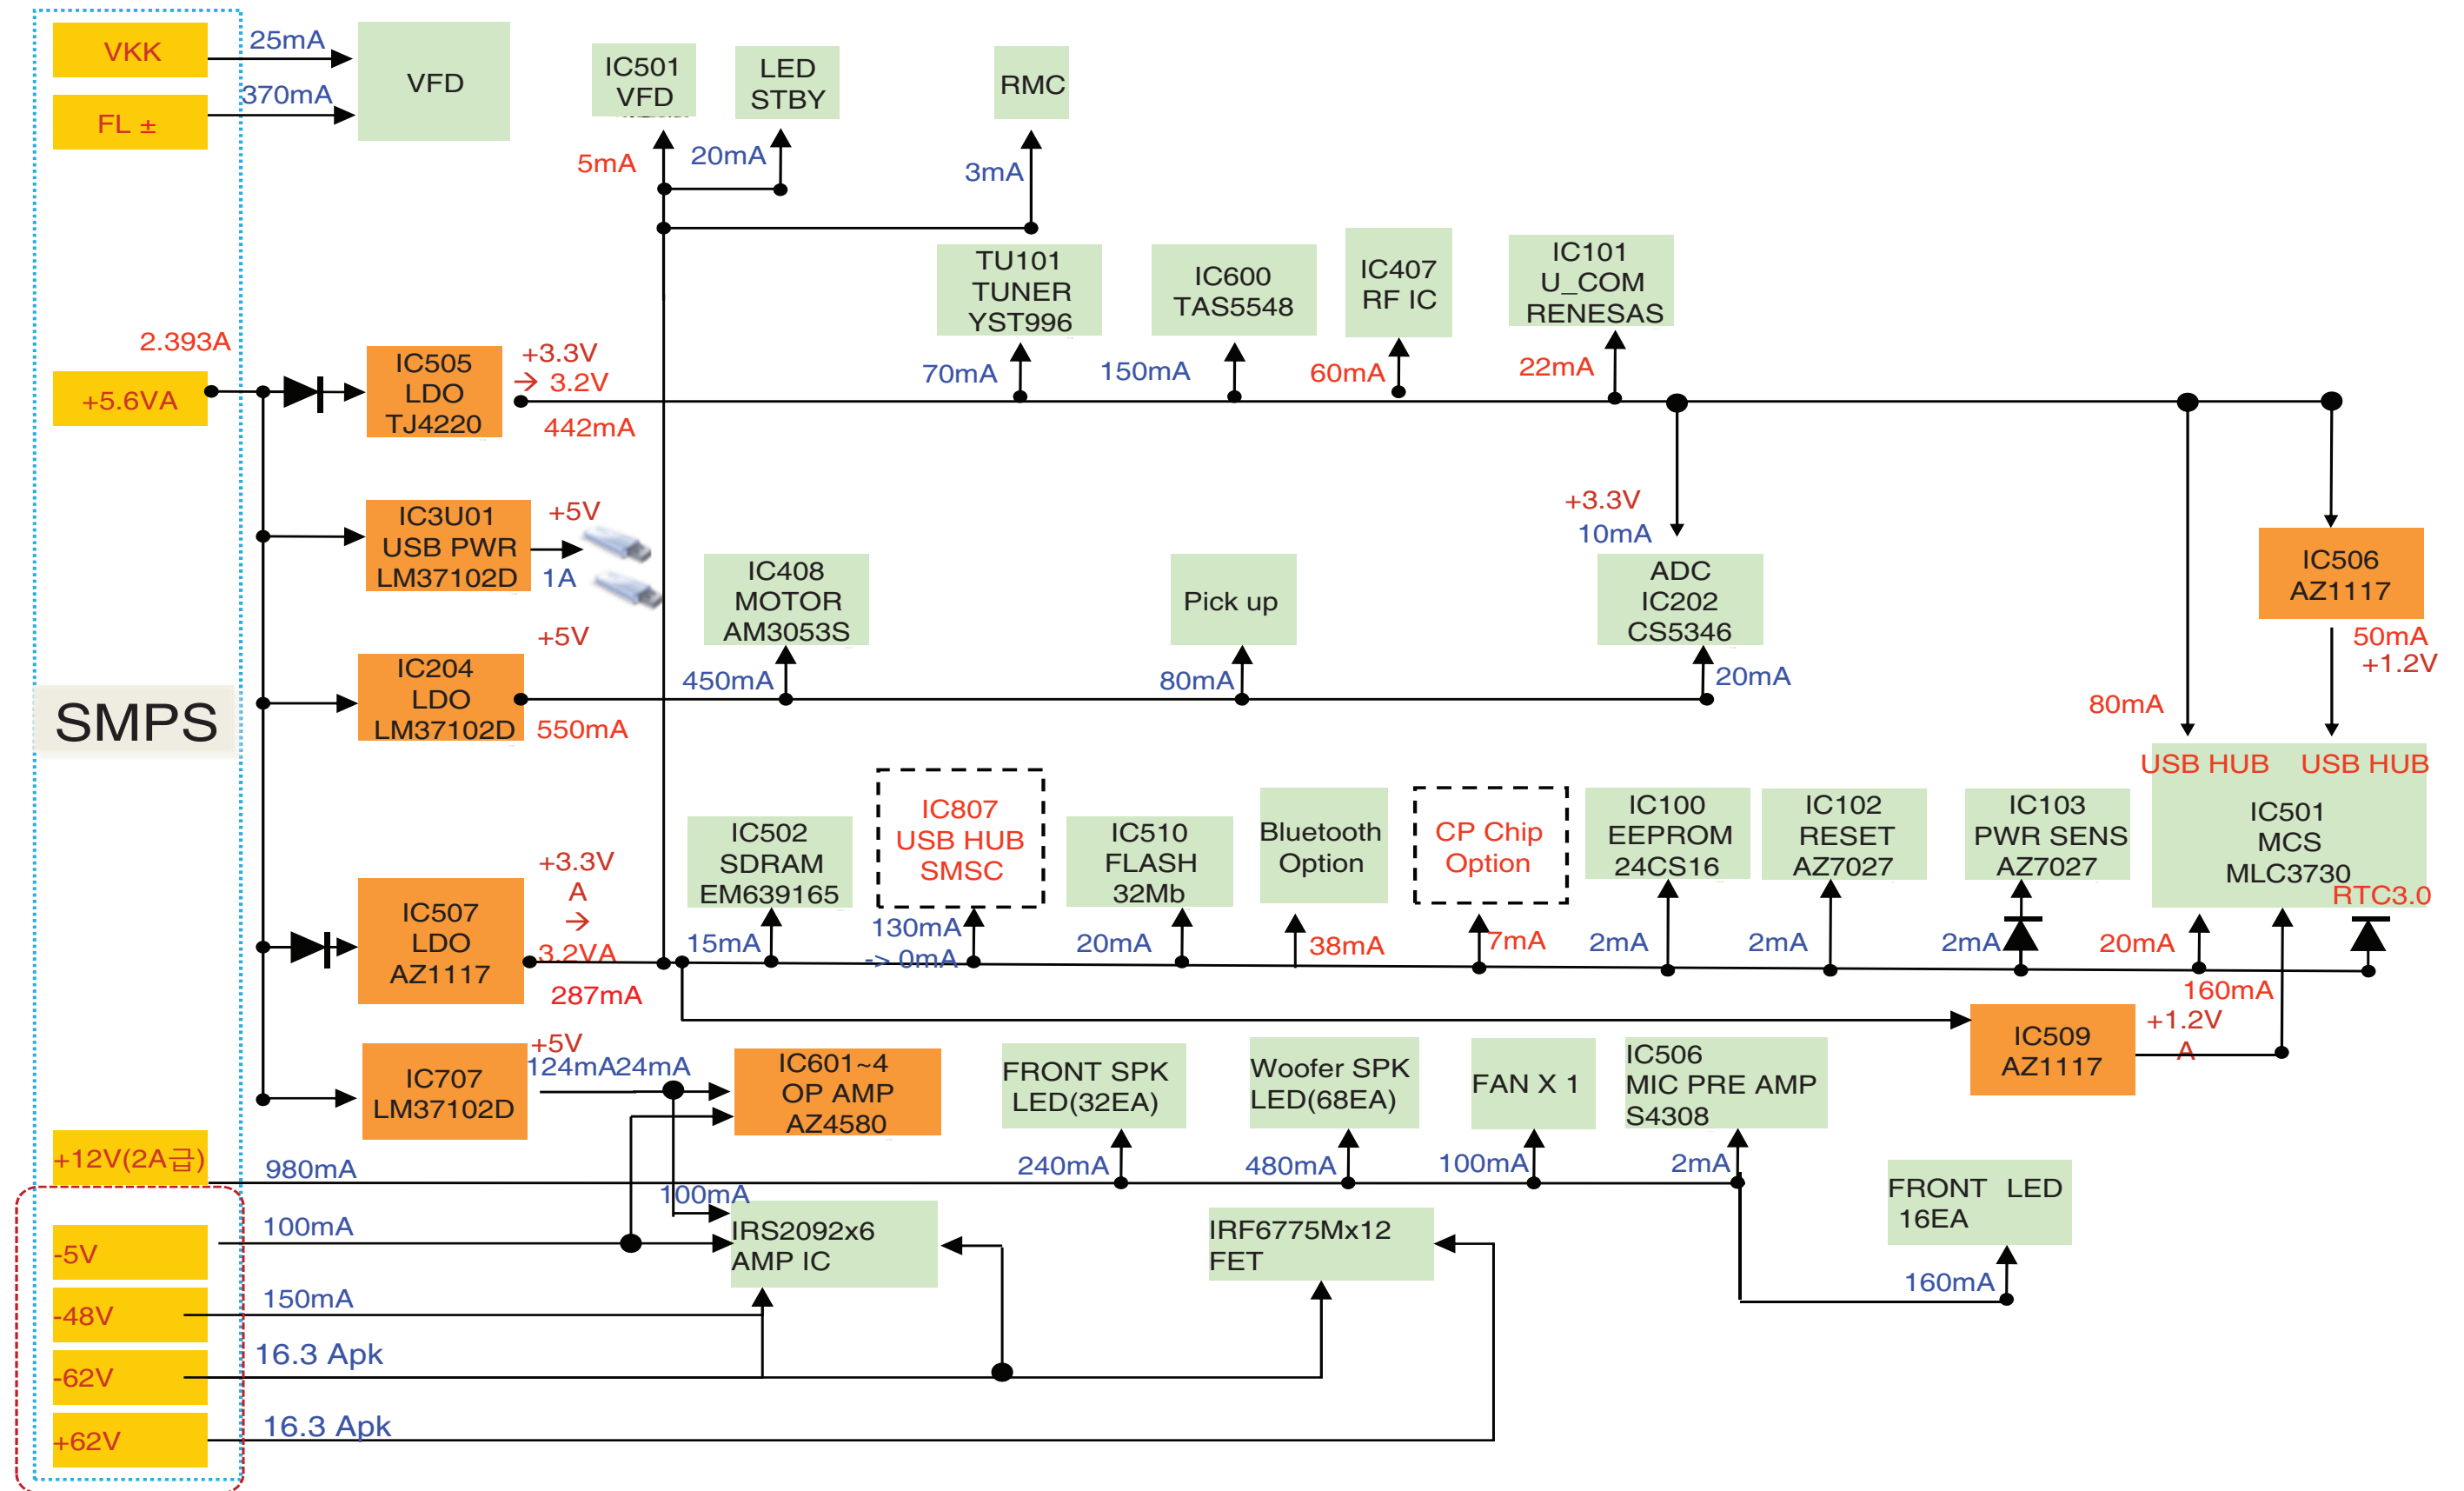 VKK
25mA
VFD
FL ±
370mA
IC501
VFD
LED
STBY
RMC
5mA
20mA
3mA
TU101
TUNER
YST996
IC600
TAS5548
IC407
RF IC
IC101
U_COM
RENESAS
70mA
150mA
60mA
22mA
2.393A
+5.6VA
IC505
LDO
TJ4220
+3.3V
→ 3.2V
442mA
IC3U01
USB PWR
LM37102D
+5V
1A
+3.3V
10mA
IC506
AZ1117
50mA
+1.2V
IC408
MOTOR
AM3053S
Pick up
ADC
IC202
CS5346
450mA
80mA
20mA
80mA
SMPS
IC204
LDO
LM37102D
+5V
550mA
USB HUB USB HUB
IC501
MCS
MLC3730
RTC3.0
IC502
SDRAM
EM639165
IC807
USB HUB
SMSC
IC510
FLASH
32Mb
Bluetooth
Option
CP Chip
Option
IC100
EEPROM
24CS16
IC102
RESET
AZ7027
IC103
PWR SENS
AZ7027
15mA
130mA
-> 0mA
20mA
38mA
7mA
2mA
2mA
2mA
20mA
160mA
IC507
LDO
AZ1117
+3.3V
A
→
3.2VA
287mA
IC509
AZ1117
+1.2V
A
IC707
LM37102D
+5V
124mA24mA
IC601~4
OP AMP
AZ4580
FRONT SPK
LED(32EA)
Woofer SPK
LED(68EA)
FAN X 1
IC506
MIC PRE AMP
S4308
+12V(2A급)
980mA
240mA
480mA
100mA
2mA
100mA
FRONT LED
16EA
160mA
-5V
100mA
IRS2092x6
AMP IC
IRF6775Mx12
FET
-48V
150mA
-62V
16.3 Apk
+62V
16.3 Apk